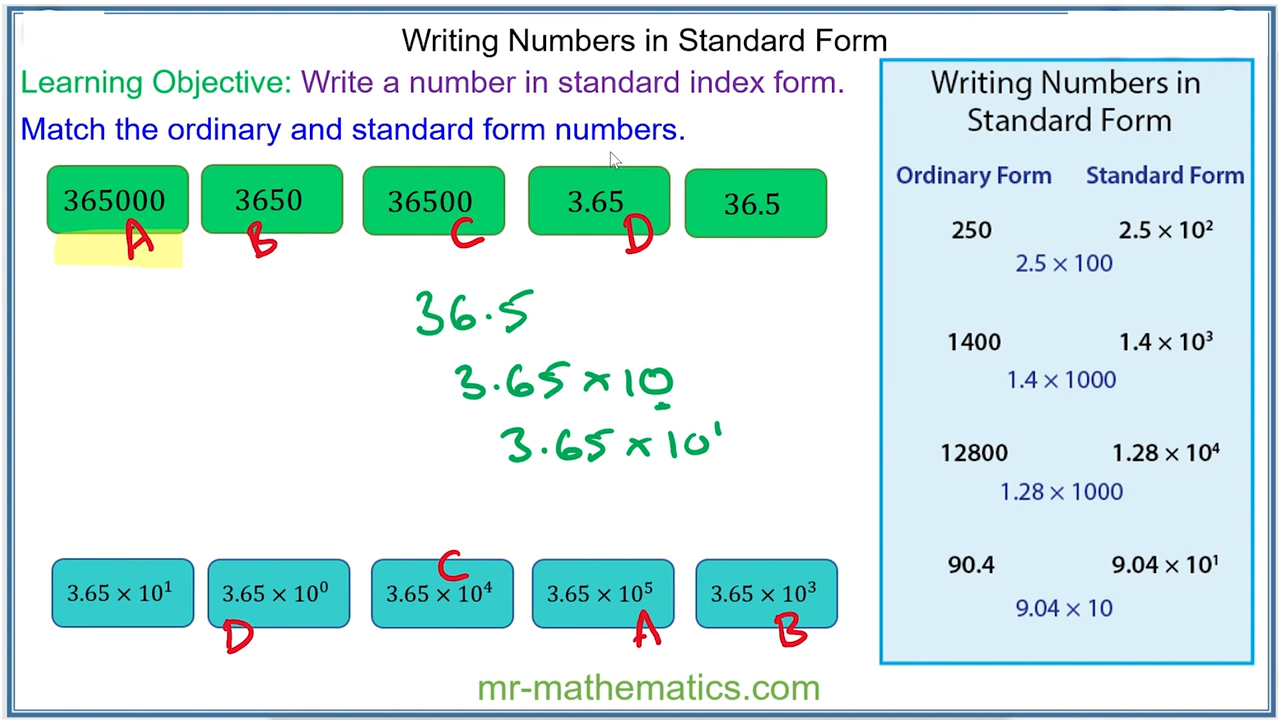 Writing Numbers in Standard Form
Learning Objective: Write a number in standard index form.
Match the ordinary and standard form numbers.
365000 3650 36500 3.65 36.5
A B C D
36.5
3.65 × 10
3.65 × 10¹
C
3.65 × 10¹ 3.65 × 10⁰ 3.65 × 10⁴ 3.65 × 10⁵ 3.65 × 10³
D A B
mr-mathematics.com
Writing Numbers in
Standard Form
Ordinary Form Standard Form
250 2.5 × 10²
2.5 × 100
1400 1.4 × 10³
1.4 × 1000
12800 1.28 × 10⁴
1.28 × 1000
90.4 9.04 × 10¹
9.04 × 10